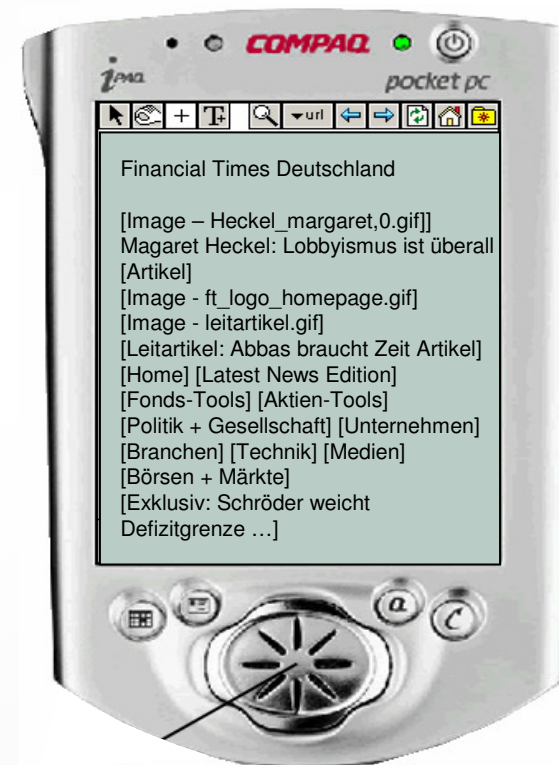 COMPAQ
iPAQ
pocket pc
url
Financial Times Deutschland
[Image – Heckel_margaret,0.gif]]
Magaret Heckel: Lobbyismus ist überall
[Artikel]
[Image - ft_logo_homepage.gif]
[Image - leitartikel.gif]
[Leitartikel: Abbas braucht Zeit Artikel]
[Home] [Latest News Edition]
[Fonds-Tools] [Aktien-Tools]
[Politik + Gesellschaft] [Unternehmen]
[Branchen] [Technik] [Medien]
[Börsen + Märkte]
[Exklusiv: Schröder weicht
Defizitgrenze …]